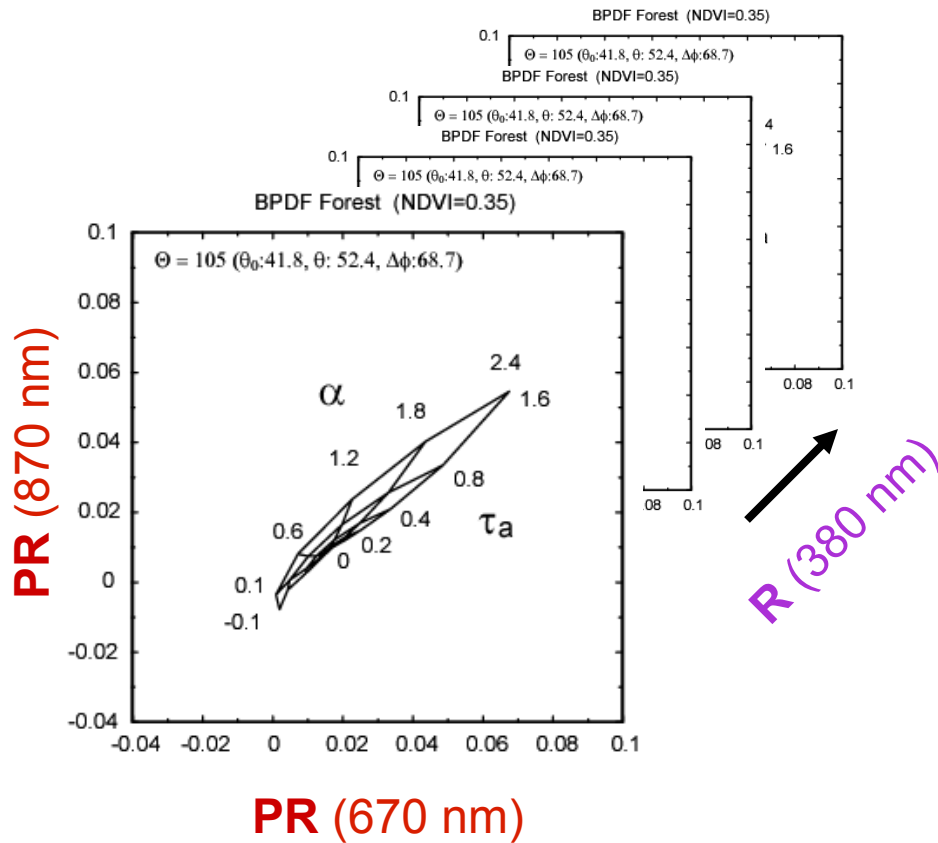 BPDF Forest (NDVI=0.35)
0.1
Θ = 105 (θ₀:41.8, θ: 52.4, Δϕ:68.7)
4
1.6
0.08 0.1
BPDF Forest (NDVI=0.35)
0.1
Θ = 105 (θ₀:41.8, θ: 52.4, Δϕ:68.7)
08 0.1
BPDF Forest (NDVI=0.35)
0.1
Θ = 105 (θ₀:41.8, θ: 52.4, Δϕ:68.7)
08 0.1
BPDF Forest (NDVI=0.35)
Θ = 105 (θ₀:41.8, θ: 52.4, Δϕ:68.7)
0.1
0.08
0.06
0.04
0.02
0
-0.02
-0.04
-0.04 -0.02 0 0.02 0.04 0.06 0.08 0.1
α
2.4
1.8
1.2
0.6
0.1
-0.1
1.6
0.8
0.4
0.2
0
τa
PR (870 nm)
PR (670 nm)
R (380 nm)